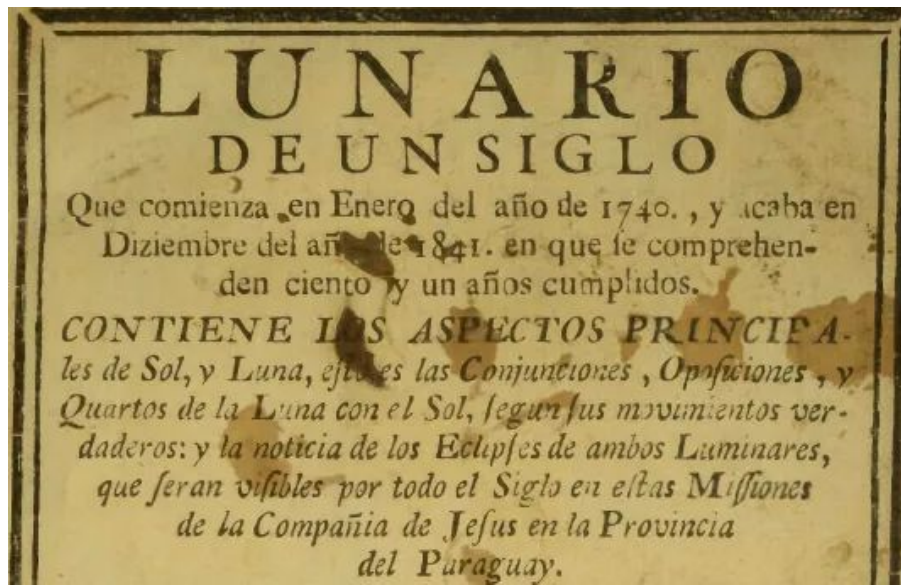 LUNARIO
DE UN SIGLO
Que comienza en Enero del año de 1740. , y acaba en
Diziembre del año de 1841. en que ſe comprehen-
den ciento y un años cumplidos.
CONTIENE LOS ASPECTOS PRINCIPA-
les de Sol, y Luna, eſto es las Conjunciones , Opoſiciones , y
Quartos de la Luna con el Sol, ſegun ſus movimientos ver-
daderos: y la noticia de los Eclipſes de ambos Luminares,
que ſeran viſibles por todo el Siglo en eſtas Miſſiones
de la Compañia de Jeſus en la Provincia
del Paraguay.